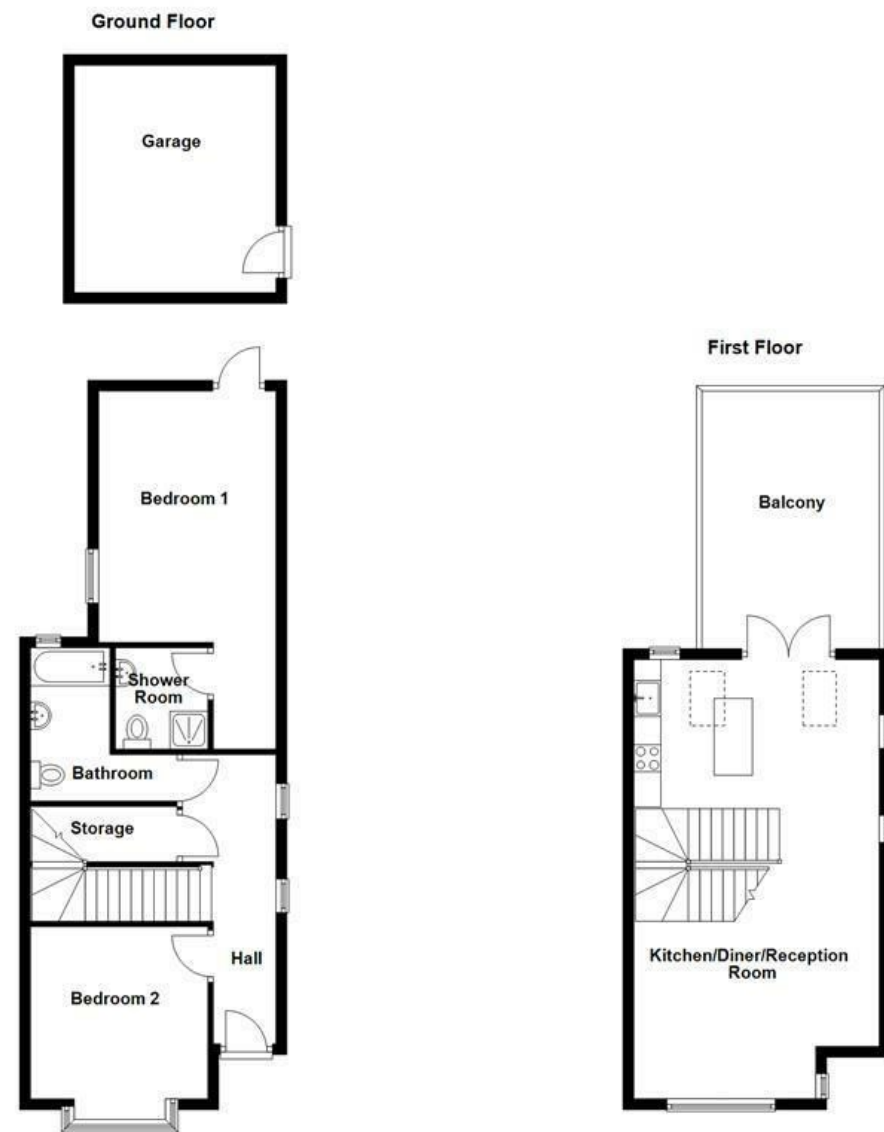 Ground Floor
Garage
Bedroom 1
Shower
Room
Bathroom
Storage
Hall
Bedroom 2
First Floor
Balcony
Kitchen/Diner/Reception
Room